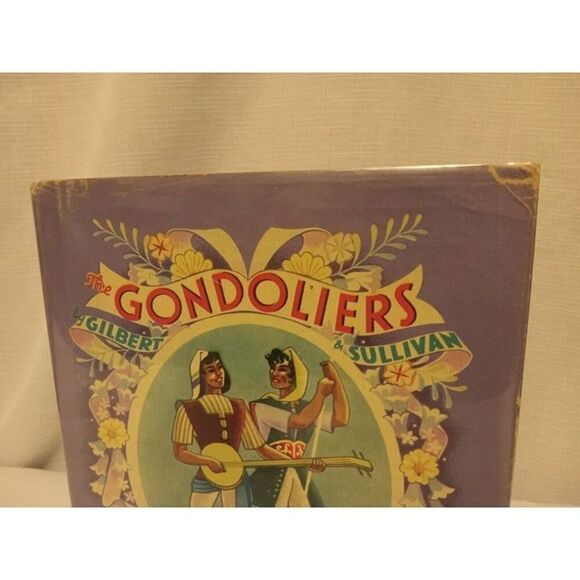 The GONDOLIERS
by GILBERT & SULLIVAN